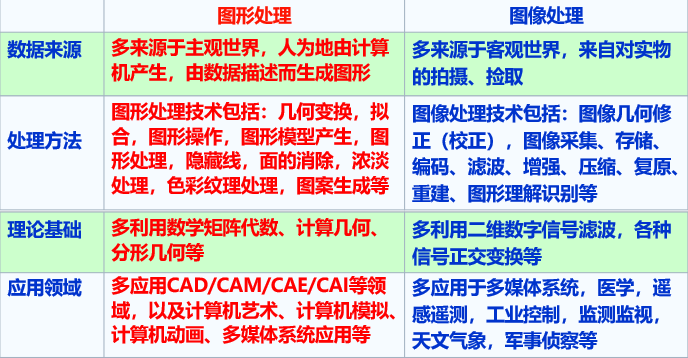 图形处理
图像处理
数据来源
多来源于主观世界，人为地由计算
机产生，由数据描述而生成图形
多来源于客观世界，来自对实物
的拍摄、捡取
处理方法
图形处理技术包括：几何变换，拟
合，图形操作，图形模型产生，图
形处理，隐藏线，面的消除，浓淡
处理，色彩纹理处理，图案生成等
图像处理技术包括：图像几何修
正（校正），图像采集、存储、
编码、滤波、增强、压缩、复原、
重建、图形理解识别等
理论基础
多利用数学矩阵代数、计算几何、
分形几何等
多利用二维数字信号滤波，各种
信号正交变换等
应用领域
多应用CAD/CAM/CAE/CAI等领
域，以及计算机艺术、计算机模拟、
计算机动画、多媒体系统应用等
多应用于多媒体系统，医学，遥
感遥测，工业控制，监测监视，
天文气象，军事侦察等